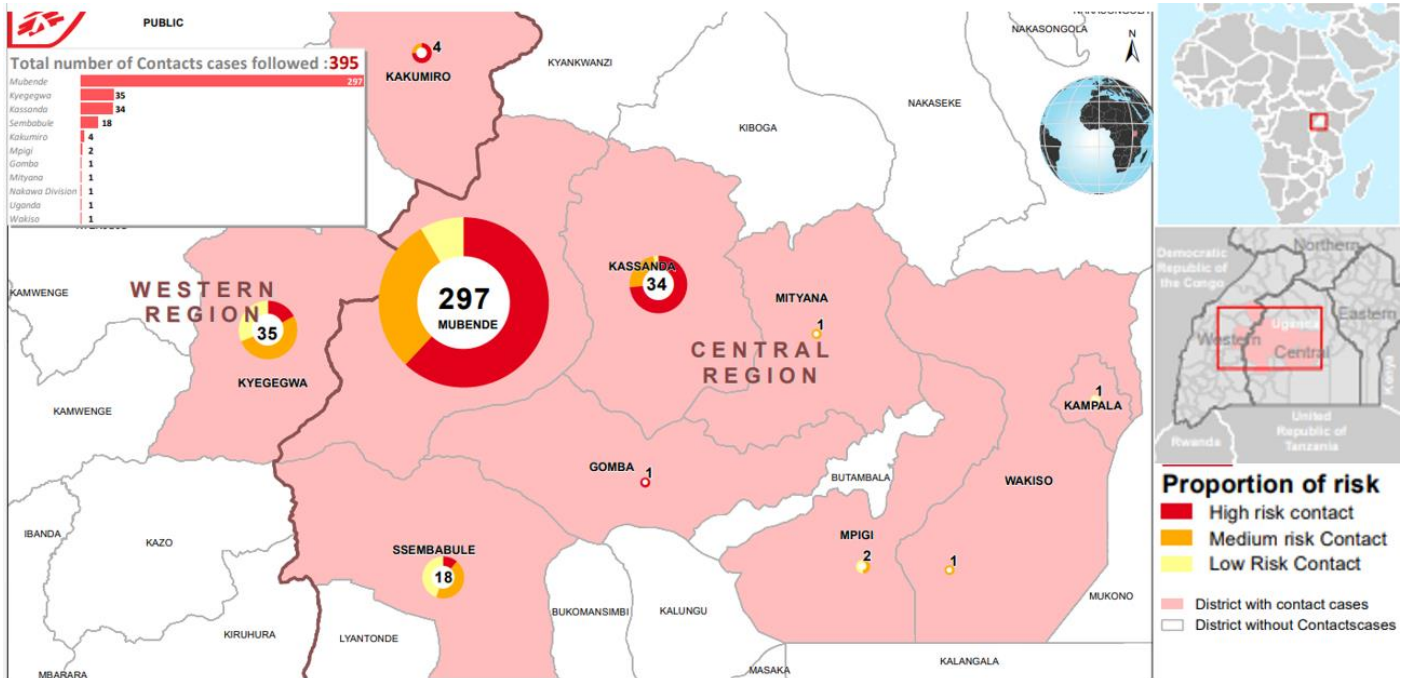 PUBLIC
Total number of Contacts cases followed :395
Mubende 297
Kyegegwa 35
Kassanda 34
Sembabule 18
Kakumiro 4
Mpigi 2
Gomba 1
Mityana 1
Nakawa Division 1
Uganda 1
Wakiso 1
4
KAKUMIRO
KYANKWANZI
NAKASONGOLA
N
NAKASEKE
KIBOGA
KAMWENGE
WESTERN
REGION
35
KYEGEGWA
KAMWENGE
297
MUBENDE
KASSANDA
34
MITYANA
1
CENTRAL
REGION
1
KAMPALA
GOMBA
1
BUTAMBALA
WAKISO
IBANDA
KAZO
SSEMBABULE
18
MPIGI
2
1
BUKOMANSIMBI
KALUNGU
MUKONO
KIRUHURA
LYANTONDE
MBARARA
MASAKA
KALANGALA
Democratic
Republic of
the Congo
Northern
Uganda
Eastern
Western
Central
Kenya
United
Republic of
Tanzania
Rwanda
Proportion of risk
High risk contact
Medium risk Contact
Low Risk Contact
District with contact cases
District without Contactscases